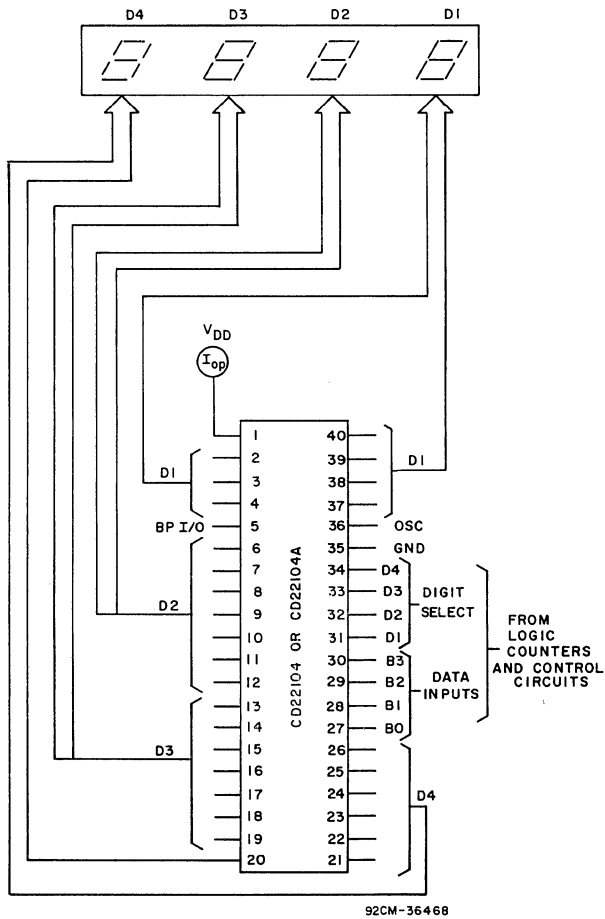 D4 D3 D2 D1
VDD
Iop
1 40
D1 2 39 D1
3 38
4 37
BP I/O 5 36 OSC
6 35 GND
7 34 D4
8 33 D3 DIGIT
D2 9 32 D2 SELECT
10 31 D1
11 30 B3
12 29 B2 DATA
13 28 B1 INPUTS
14 27 B0
D3 15 26
16 25
17 24 D4
18 23
19 22
20 21
CD22104 OR CD22104A
FROM
LOGIC
COUNTERS
AND CONTROL
CIRCUITS
92CM-36468